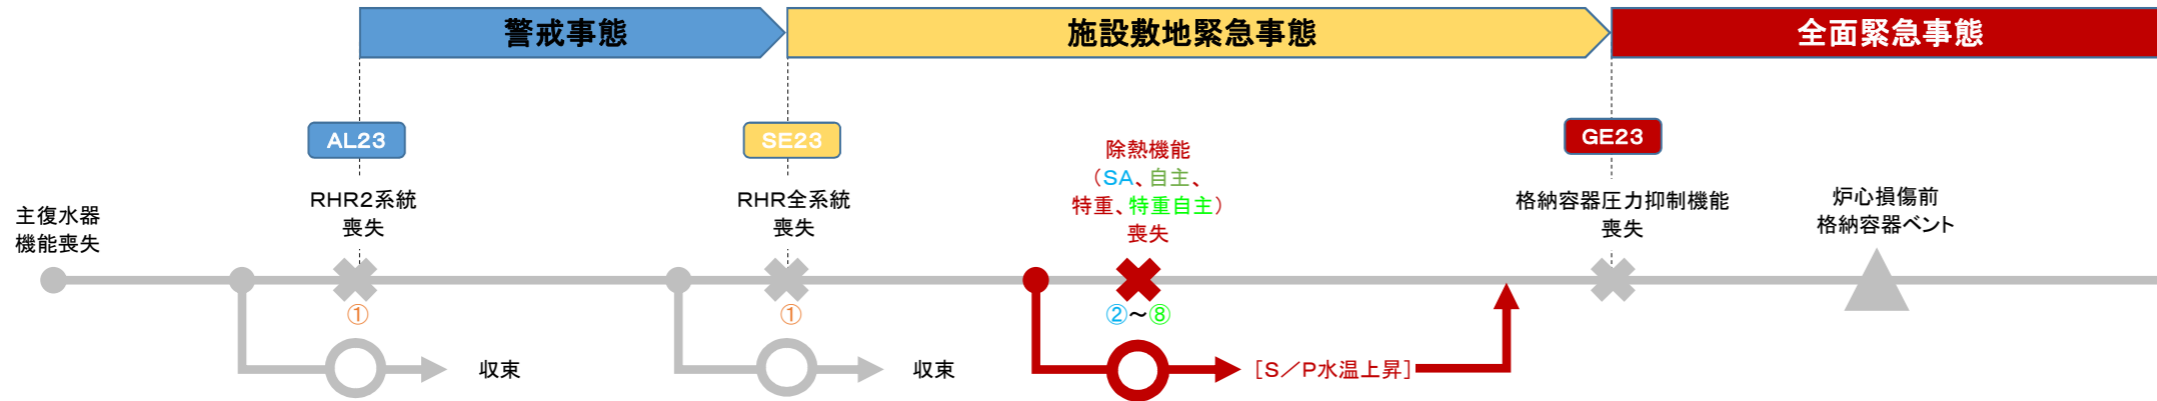 警戒事態
施設敷地緊急事態
全面緊急事態
AL23
SE23
GE23
主復水器
機能喪失
RHR2系統
喪失
RHR全系統
喪失
除熱機能
(SA、自主、
特重、特重自主)
喪失
格納容器圧力抑制機能
喪失
炉心損傷前
格納容器ベント
①
①
②~⑧
収束
収束
[S/P水温上昇]